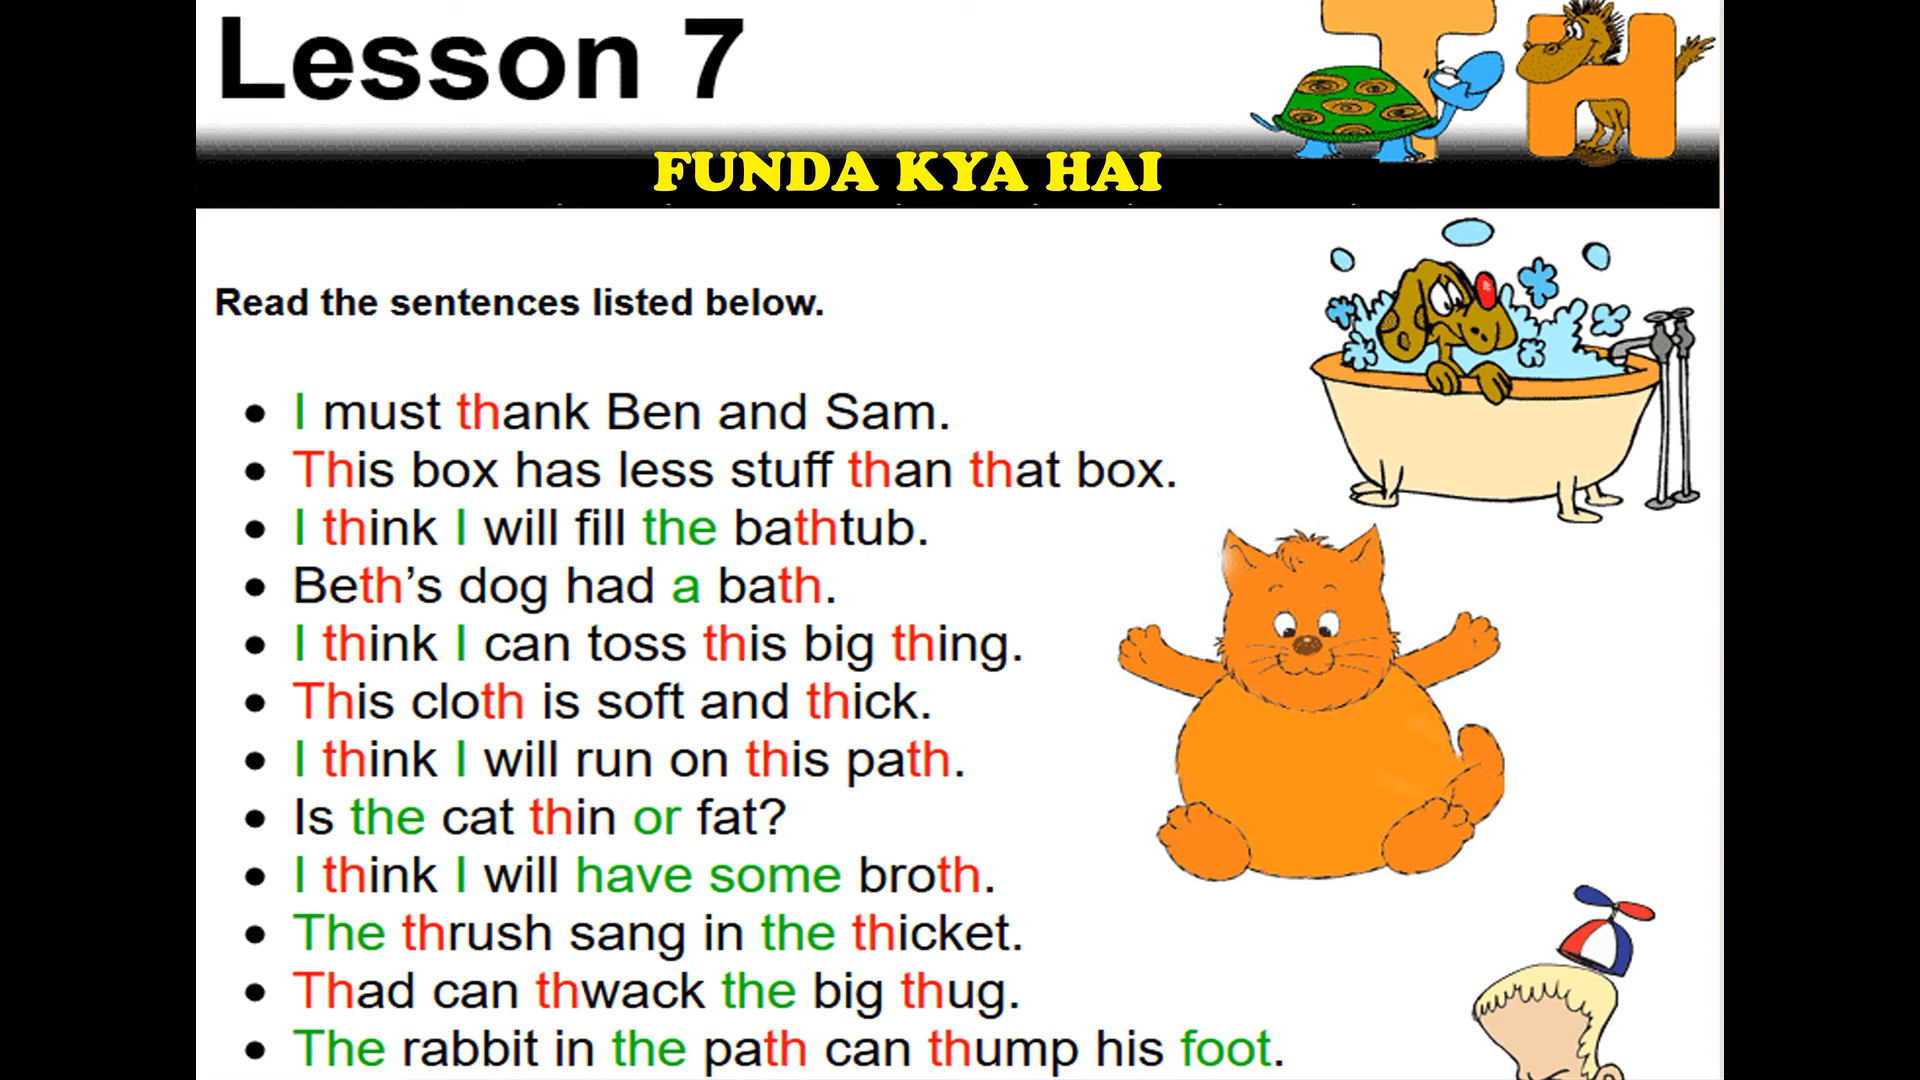 Lesson 7
TH
FUNDA KYA HAI
Read the sentences listed below.
• I must thank Ben and Sam.
• This box has less stuff than that box.
• I think I will fill the bathtub.
• Beth’s dog had a bath.
• I think I can toss this big thing.
• This cloth is soft and thick.
• I think I will run on this path.
• Is the cat thin or fat?
• I think I will have some broth.
• The thrush sang in the thicket.
• Thad can thwack the big thug.
• The rabbit in the path can thump his foot.